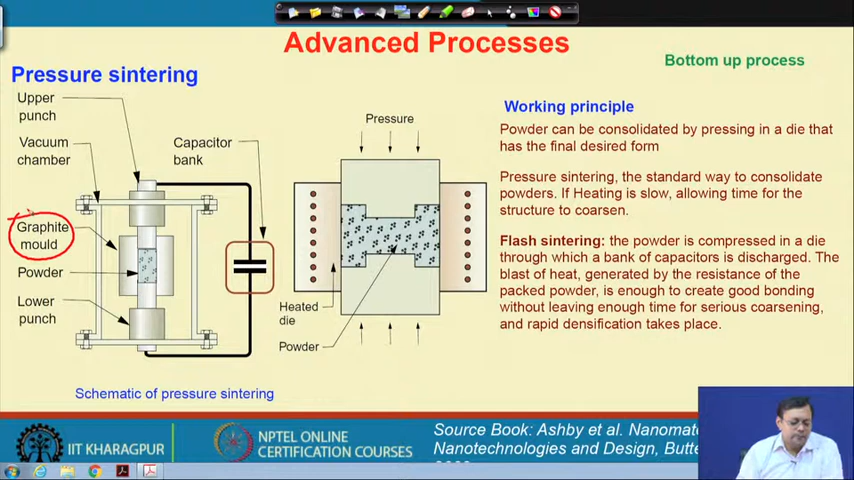 Advanced Processes
Bottom up process
Pressure sintering
Upper
punch
Vacuum
chamber
Capacitor
bank
Graphite
mould
Powder
Lower
punch
Schematic of pressure sintering
Pressure
Heated
die
Powder
Working principle
Powder can be consolidated by pressing in a die that
has the final desired form
Pressure sintering, the standard way to consolidate
powders. If Heating is slow, allowing time for the
structure to coarsen.
Flash sintering: the powder is compressed in a die
through which a bank of capacitors is discharged. The
blast of heat, generated by the resistance of the
packed powder, is enough to create good bonding
without leaving enough time for serious coarsening,
and rapid densification takes place.
IIT KHARAGPUR
NPTEL ONLINE
CERTIFICATION COURSES
Source Book: Ashby et al. Nanomate
Nanotechnologies and Design, Butte